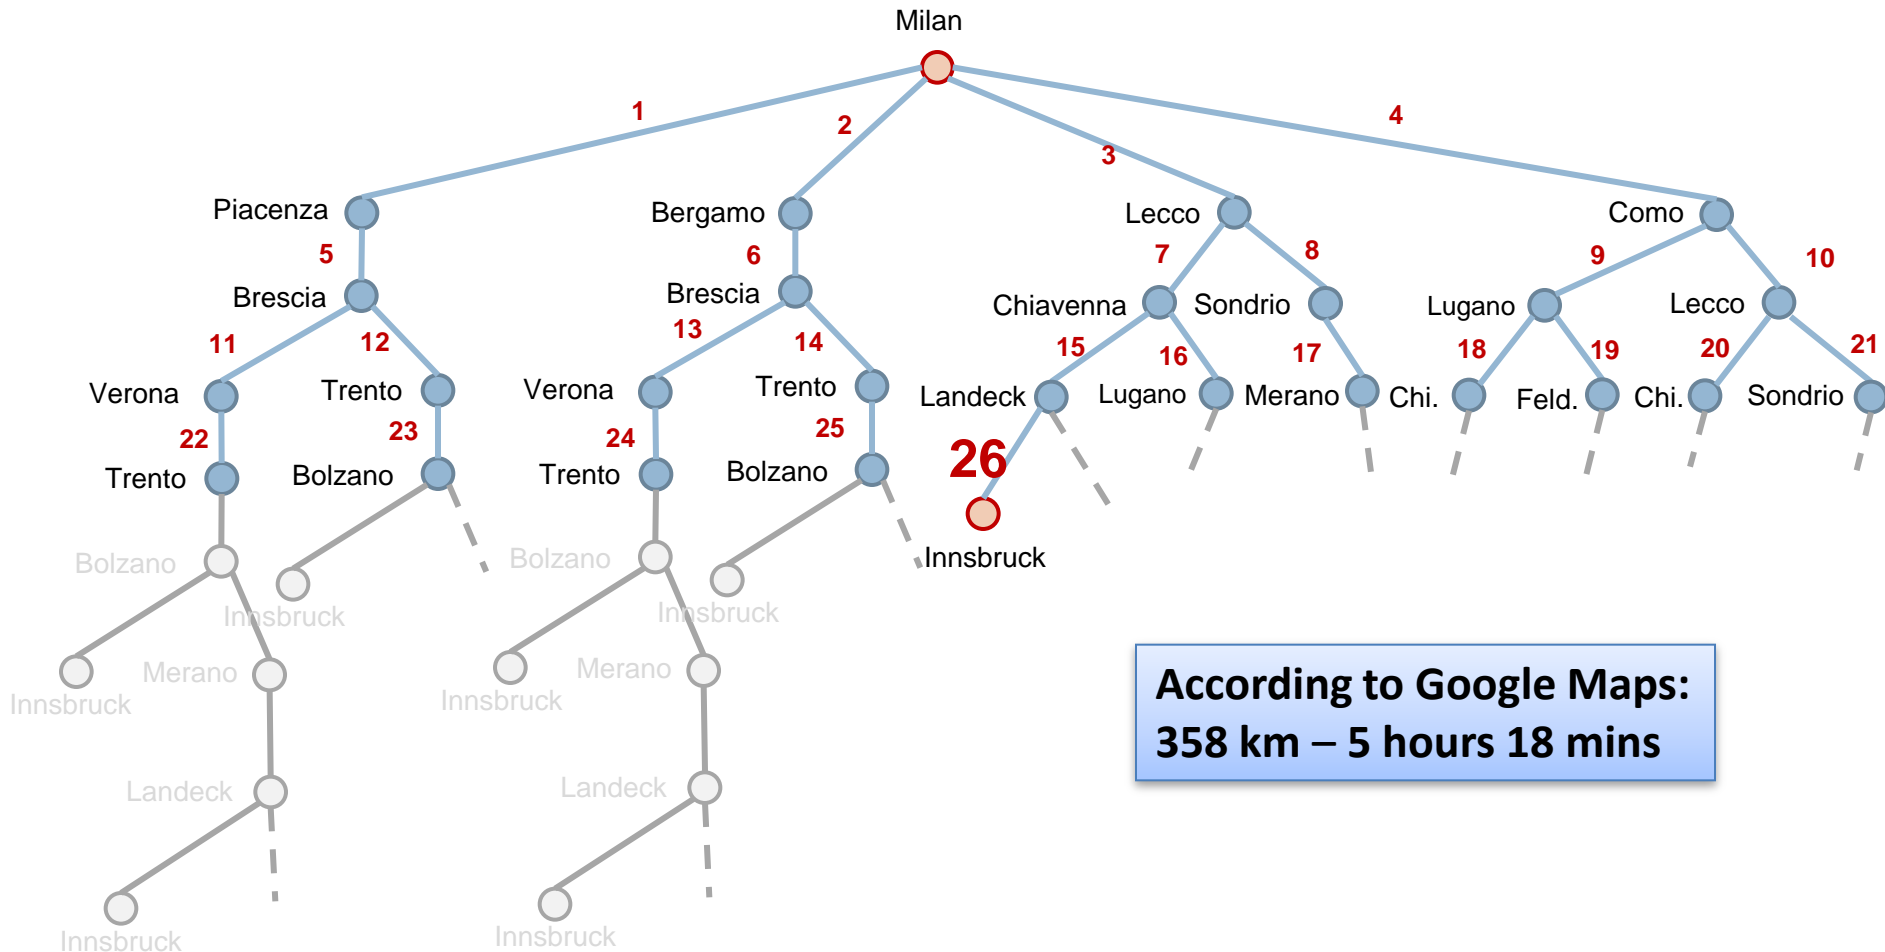 Milan
1
2
3
4
Piacenza
Bergamo
Lecco
Como
5
6
7
8
9
10
Brescia
Brescia
Chiavenna
Sondrio
Lugano
Lecco
11
12
13
14
15
16
17
18
19
20
21
Verona
Trento
Verona
Trento
Landeck
Lugano
Merano
Chi.
Feld.
Chi.
Sondrio
22
23
24
25
26
Trento
Bolzano
Trento
Bolzano
Innsbruck
Bolzano
Innsbruck
Bolzano
Innsbruck
Innsbruck
Merano
Innsbruck
Merano
Landeck
Landeck
Innsbruck
Innsbruck
According to Google Maps:
358 km – 5 hours 18 mins